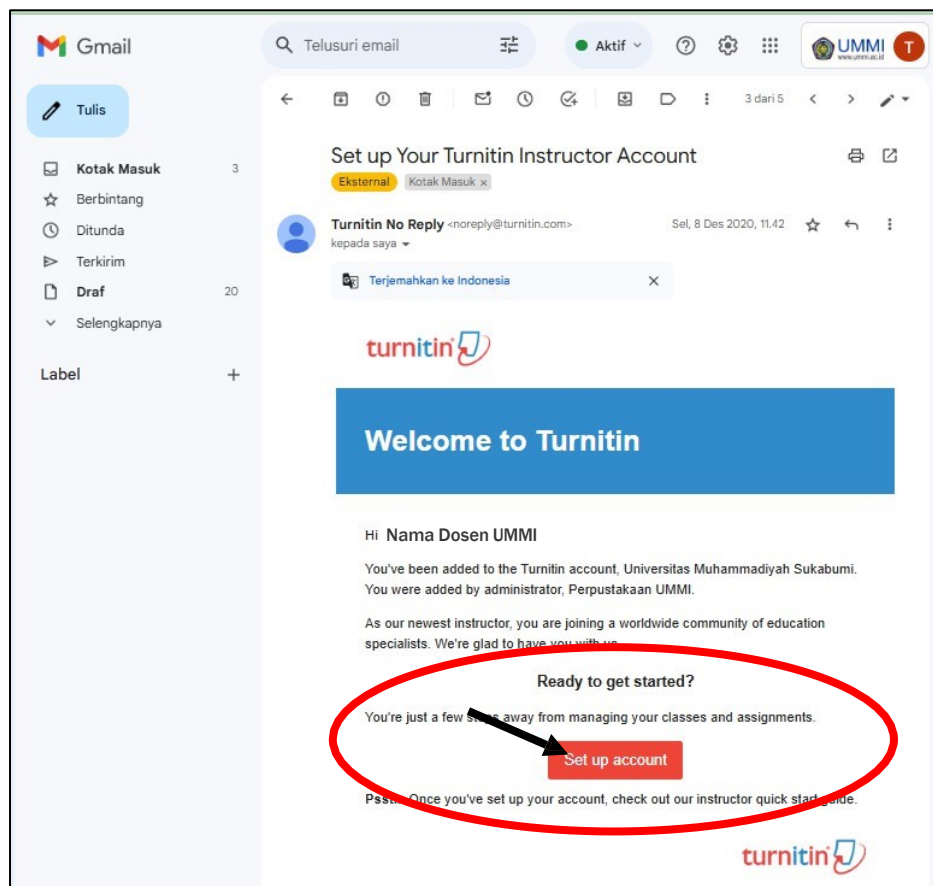 Gmail
Telusuri email
Aktif
UMMI
www.ummi.ac.id
T
Tulis
3 dari 5
Kotak Masuk 3
Berbintang
Ditunda
Terkirim
Draf 20
Selengkapnya
Label
Set up Your Turnitin Instructor Account
Eksternal Kotak Masuk ×
Turnitin No Reply <noreply@turnitin.com> Sel, 8 Des 2020, 11.42
kepada saya
Terjemahkan ke Indonesia
turnitin
Welcome to Turnitin
Hi Nama Dosen UMMI
You've been added to the Turnitin account, Universitas Muhammadiyah Sukabumi.
You were added by administrator, Perpustakaan UMMI.
As our newest instructor, you are joining a worldwide community of education
specialists. We're glad to have you with us.
Ready to get started?
You're just a few steps away from managing your classes and assignments.
Set up account
Psst... Once you've set up your account, check out our instructor quick start guide.
turnitin